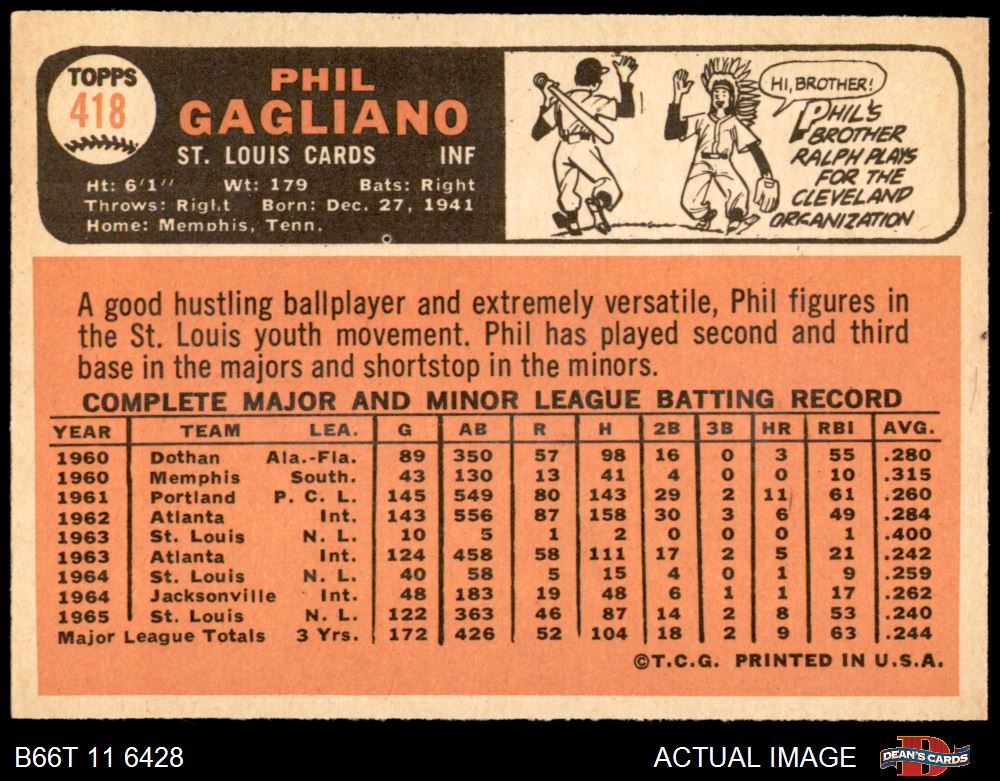 TOPPS
418
PHIL
GAGLIANO
ST. LOUIS CARDS INF
Ht: 6'1" Wt: 179 Bats: Right
Throws: Right Born: Dec. 27, 1941
Home: Memphis, Tenn.
HI, BROTHER!
PHIL'S
BROTHER
RALPH PLAYS
FOR THE
CLEVELAND
ORGANIZATION
A good hustling ballplayer and extremely versatile, Phil figures in
the St. Louis youth movement. Phil has played second and third
base in the majors and shortstop in the minors.
COMPLETE MAJOR AND MINOR LEAGUE BATTING RECORD
YEAR TEAM LEA. G AB R H 2B 3B HR RBI AVG.
1960 Dothan Ala.-Fla. 89 350 57 98 16 0 3 55 .280
1960 Memphis South. 43 130 13 41 4 0 0 10 .315
1961 Portland P. C. L. 145 549 80 143 29 2 11 61 .260
1962 Atlanta Int. 143 556 87 158 30 3 6 49 .284
1963 St. Louis N. L. 10 5 1 2 0 0 0 1 .400
1963 Atlanta Int. 124 458 58 111 17 2 5 21 .242
1964 St. Louis N. L. 40 58 5 15 4 0 1 9 .259
1964 Jacksonville Int. 48 183 19 48 6 1 1 17 .262
1965 St. Louis N. L. 122 363 46 87 14 2 8 53 .240
Major League Totals 3 Yrs. 172 426 52 104 18 2 9 63 .244
©T.C.G. PRINTED IN U.S.A.
B66T 11 6428 ACTUAL IMAGE DEAN'S CARDS